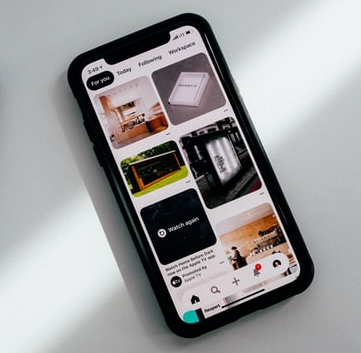 3:49
For you
Today
Following
Workspace
Watch again
Watch Home Before Dark
now on the Apple TV app
Promoted by
Apple TV